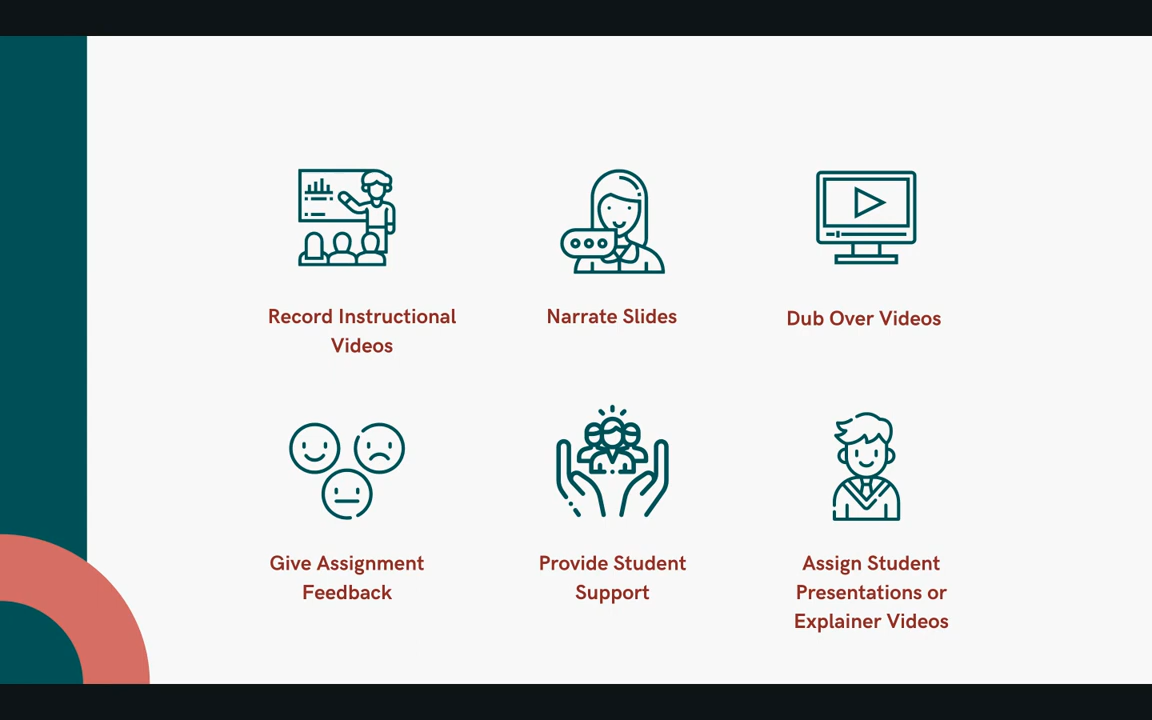 Record Instructional
Videos
Narrate Slides
Dub Over Videos
Give Assignment
Feedback
Provide Student
Support
Assign Student
Presentations or
Explainer Videos